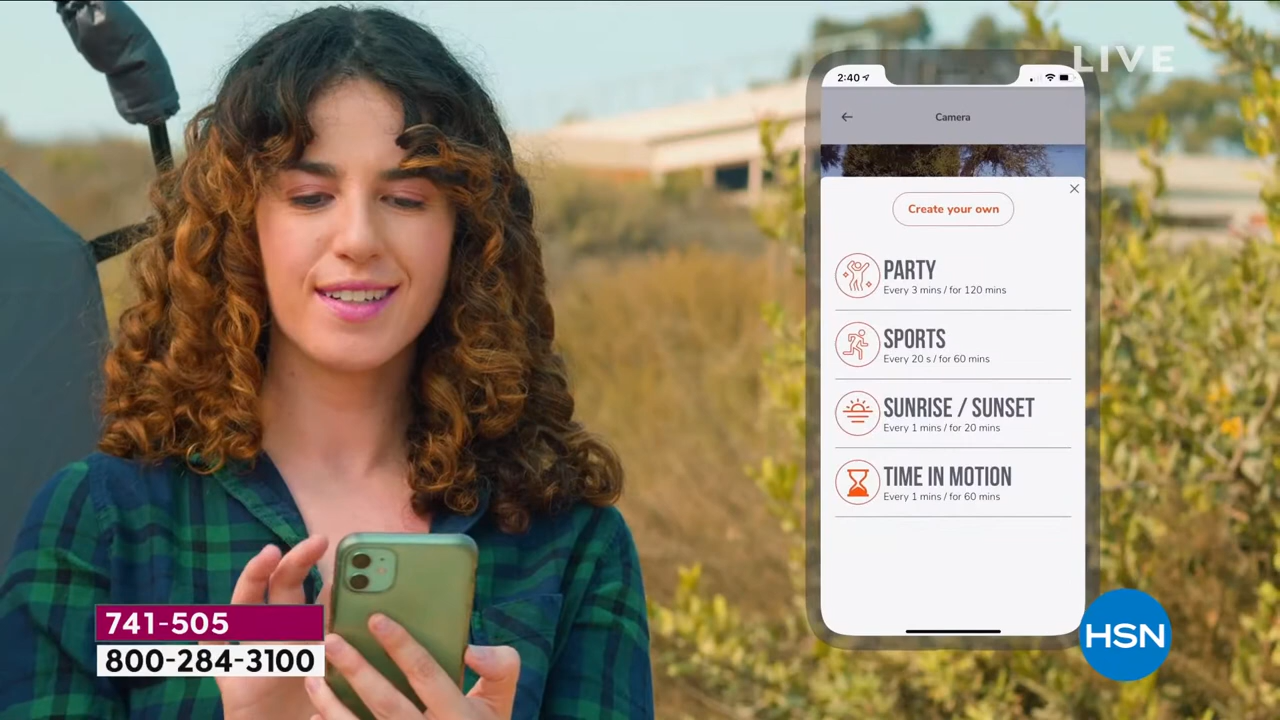 LIVE
2:40
Camera
Create your own
PARTY
Every 3 mins / for 120 mins
SPORTS
Every 20 s / for 60 mins
SUNRISE / SUNSET
Every 1 mins / for 20 mins
TIME IN MOTION
Every 1 mins / for 60 mins
741-505
800-284-3100
HSN